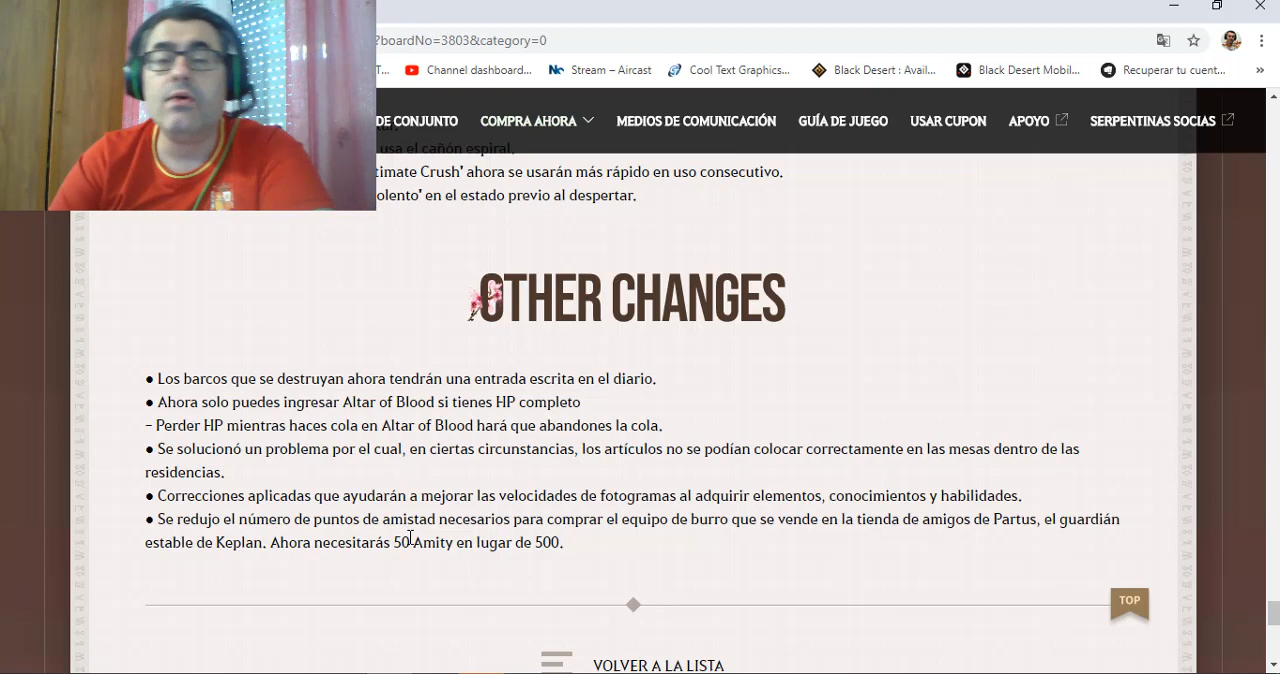 ?boardNo=3803&category=0
T... Channel dashboard... Stream – Aircast Cool Text Graphics... Black Desert : Avail... Black Desert Mobil... Recuperar tu cuent... »
DE CONJUNTO COMPRA AHORA MEDIOS DE COMUNICACIÓN GUÍA DE JUEGO USAR CUPON APOYO SERPENTINAS SOCIAS
usa el cañón espiral.
timate Crush' ahora se usarán más rápido en uso consecutivo.
olento' en el estado previo al despertar.
OTHER CHANGES
● Los barcos que se destruyan ahora tendrán una entrada escrita en el diario.
● Ahora solo puedes ingresar Altar of Blood si tienes HP completo
- Perder HP mientras haces cola en Altar of Blood hará que abandones la cola.
● Se solucionó un problema por el cual, en ciertas circunstancias, los artículos no se podían colocar correctamente en las mesas dentro de las
residencias.
● Correcciones aplicadas que ayudarán a mejorar las velocidades de fotogramas al adquirir elementos, conocimientos y habilidades.
● Se redujo el número de puntos de amistad necesarios para comprar el equipo de burro que se vende en la tienda de amigos de Partus, el guardián
estable de Keplan. Ahora necesitarás 50 Amity en lugar de 500.
TOP
VOLVER A LA LISTA